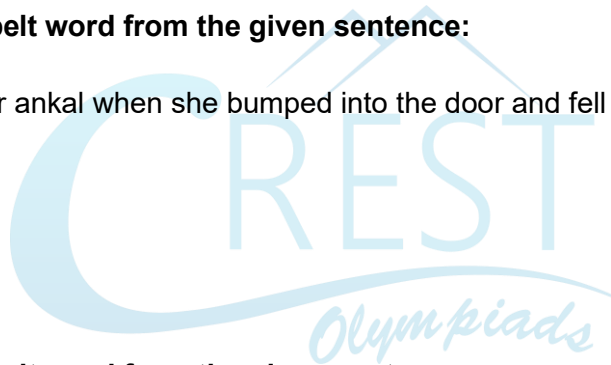 pelt word from the given sentence:
r ankal when she bumped into the door and fell
CREST
Olympiads